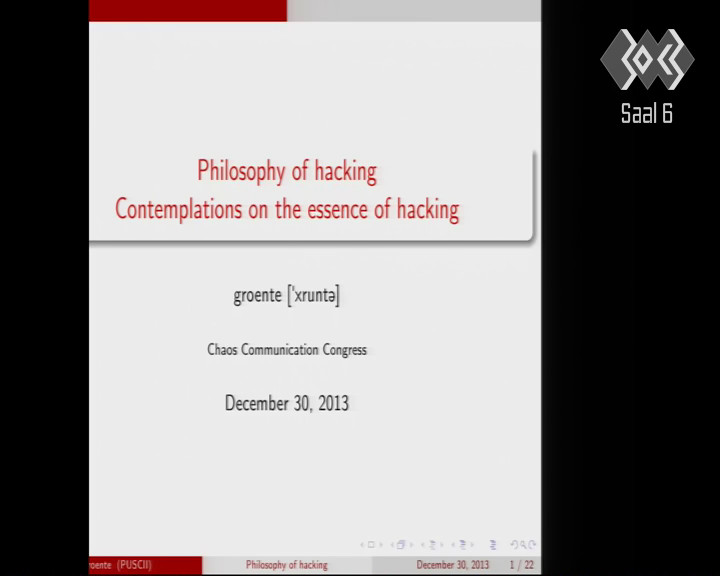 Saal 6
Philosophy of hacking
Contemplations on the essence of hacking
groente ['xruntə]
Chaos Communication Congress
December 30, 2013
roente (PUSCII) Philosophy of hacking December 30, 2013 1 / 22